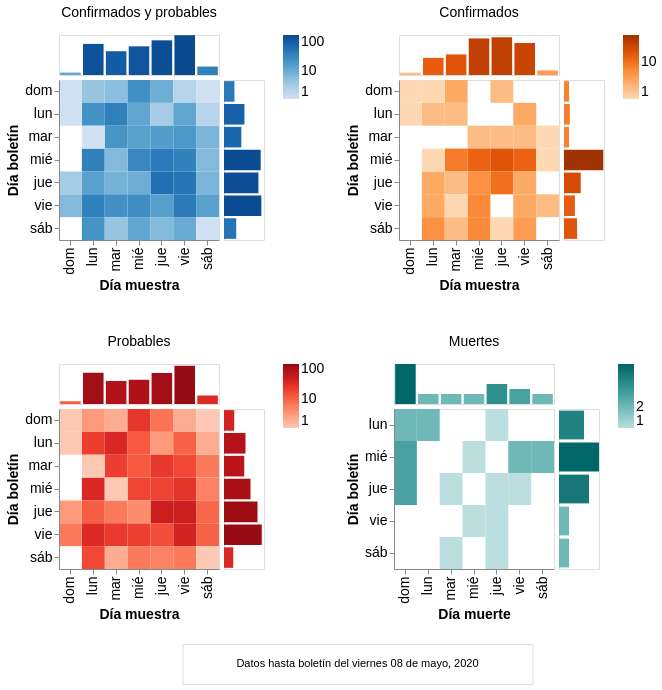 Confirmados y probables
100
10
1
Día boletín
dom
lun
mar
mié
jue
vie
sáb
dom
lun
mar
mié
jue
vie
sáb
Día muestra
Confirmados
10
1
Día boletín
dom
lun
mar
mié
jue
vie
sáb
dom
lun
mar
mié
jue
vie
sáb
Día muestra
Probables
100
10
1
Día boletín
dom
lun
mar
mié
jue
vie
sáb
dom
lun
mar
mié
jue
vie
sáb
Día muestra
Muertes
2
1
Día boletín
lun
mié
jue
vie
sáb
dom
lun
mar
mié
jue
vie
sáb
Día muerte
Datos hasta boletín del viernes 08 de mayo, 2020